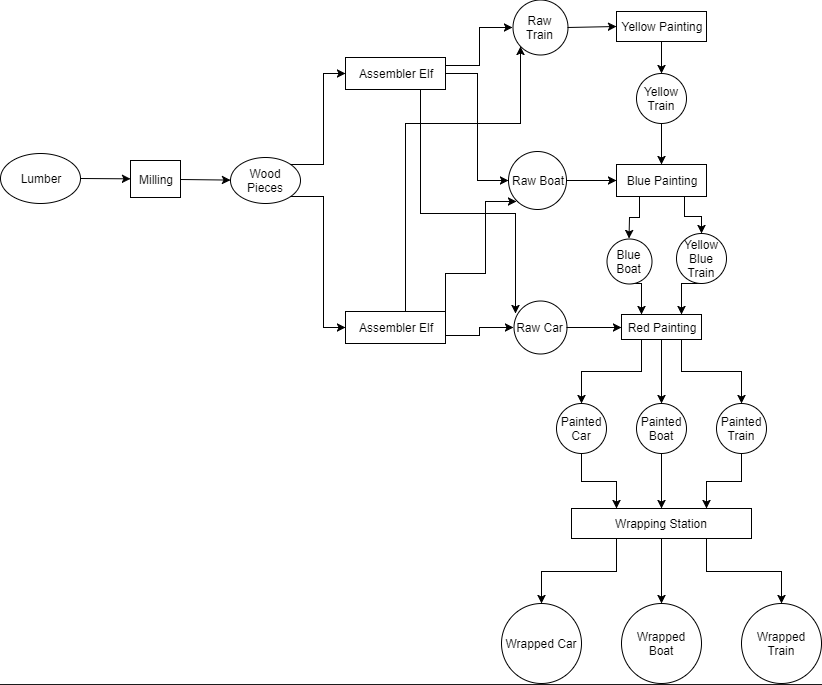 Raw
Train
Yellow Painting
Assembler Elf
Yellow
Train
Lumber
Milling
Wood
Pieces
Raw Boat
Blue Painting
Blue
Boat
Yellow
Blue
Train
Assembler Elf
Raw Car
Red Painting
Painted
Car
Painted
Boat
Painted
Train
Wrapping Station
Wrapped Car
Wrapped
Boat
Wrapped
Train